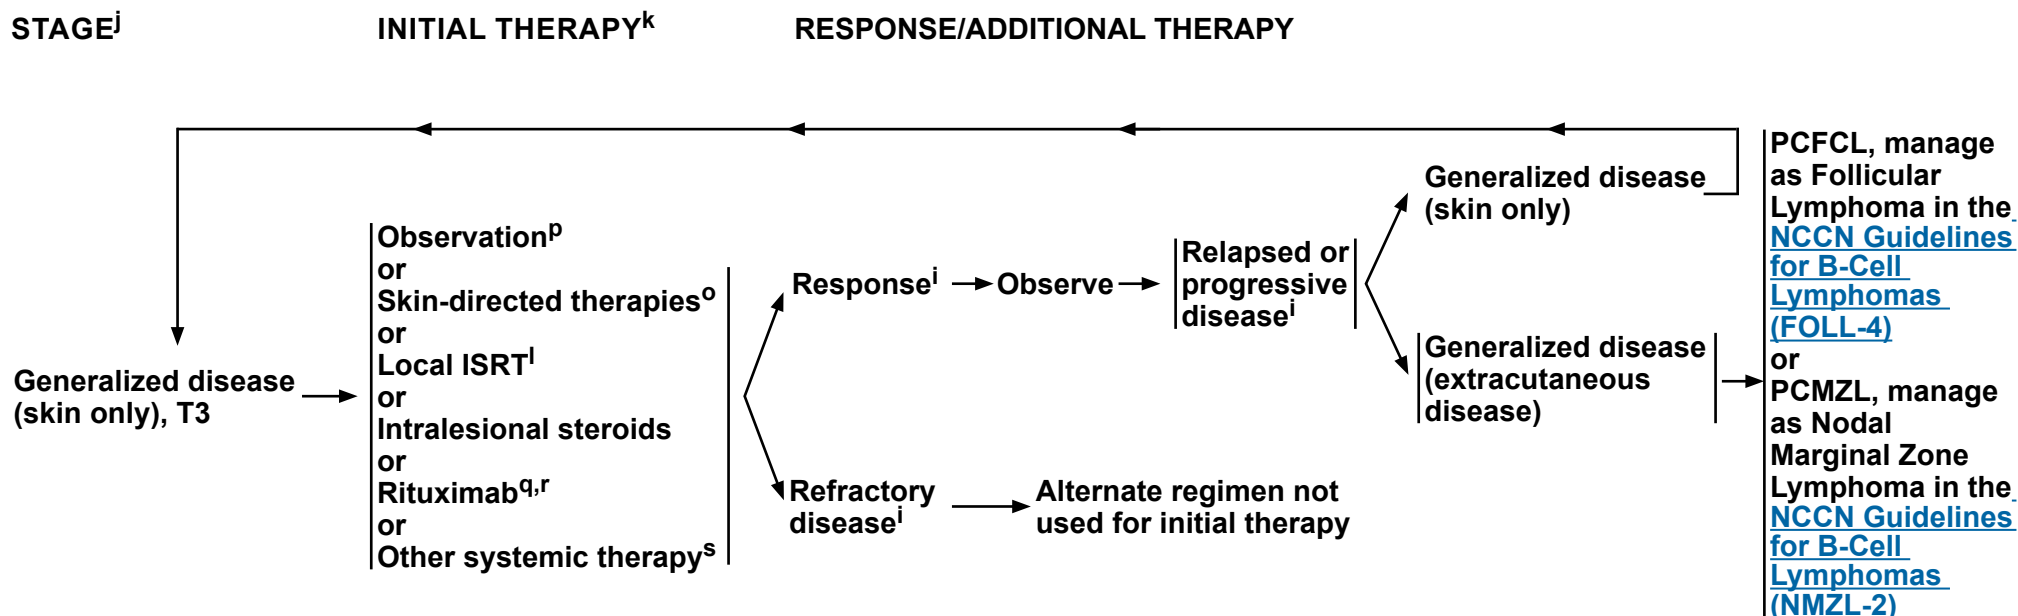 STAGEj
INITIAL THERAPYk
RESPONSE/ADDITIONAL THERAPY
Generalized disease
(skin only), T3
Observationp
or
Skin-directed therapieso
or
Local ISRTl
or
Intralesional steroids
or
Rituximabq,r
or
Other systemic therapys
Responsei
Observe
Relapsed or
progressive
diseasei
Generalized disease
(skin only)
Generalized disease
(extracutaneous
disease)
Refractory
diseasei
Alternate regimen not
used for initial therapy
PCFCL, manage
as Follicular
Lymphoma in the
NCCN Guidelines
for B-Cell
Lymphomas
(FOLL-4)
or
PCMZL, manage
as Nodal
Marginal Zone
Lymphoma in the
NCCN Guidelines
for B-Cell
Lymphomas
(NMZL-2)